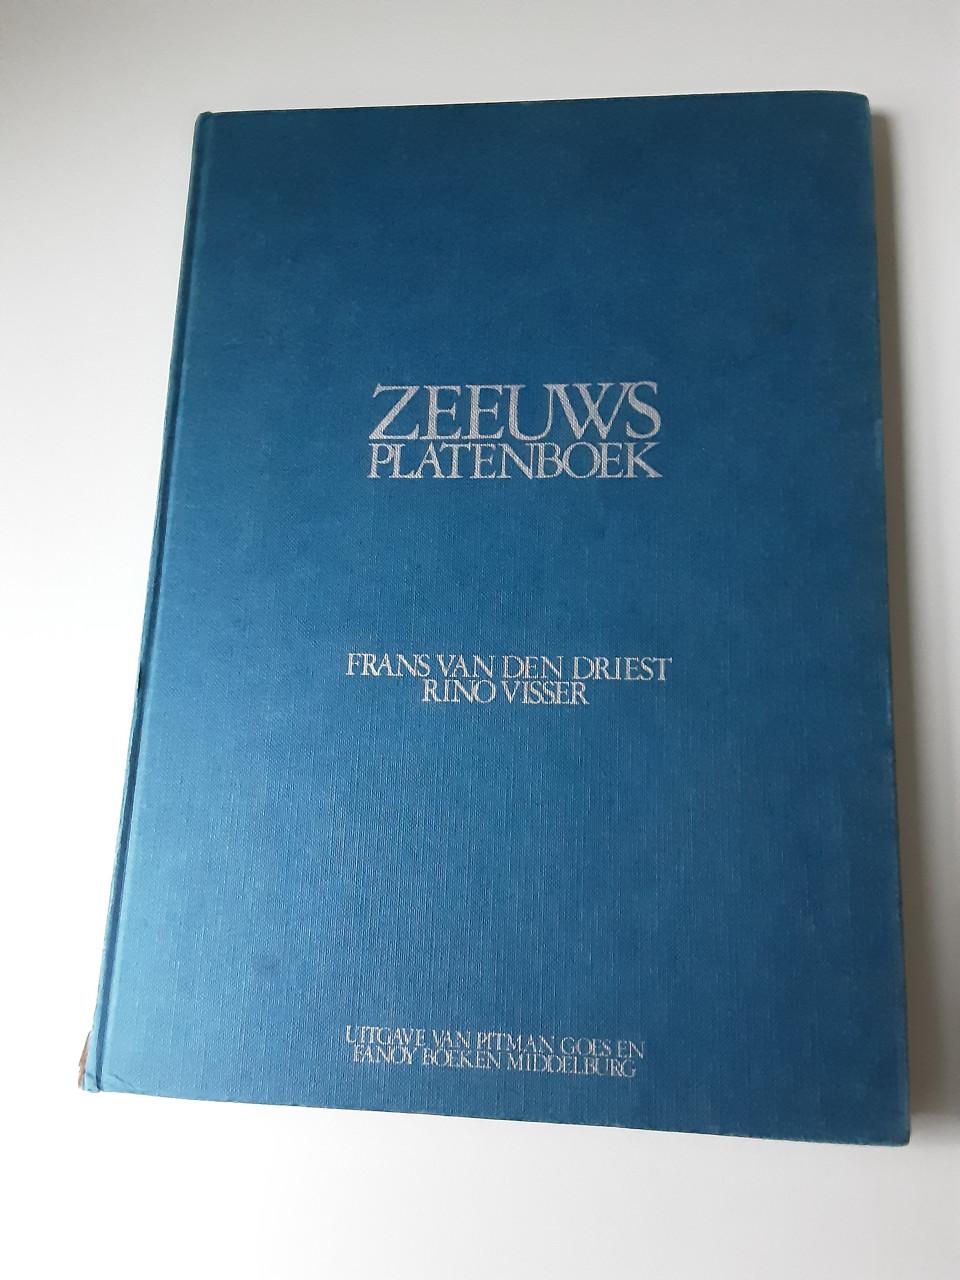 ZEEUWS
PLATENBOEK
FRANS VAN DEN DRIEST
RINO VISSER
UITGAVE VAN PITMAN GOES EN
FANOY BOEKEN MIDDELBURG